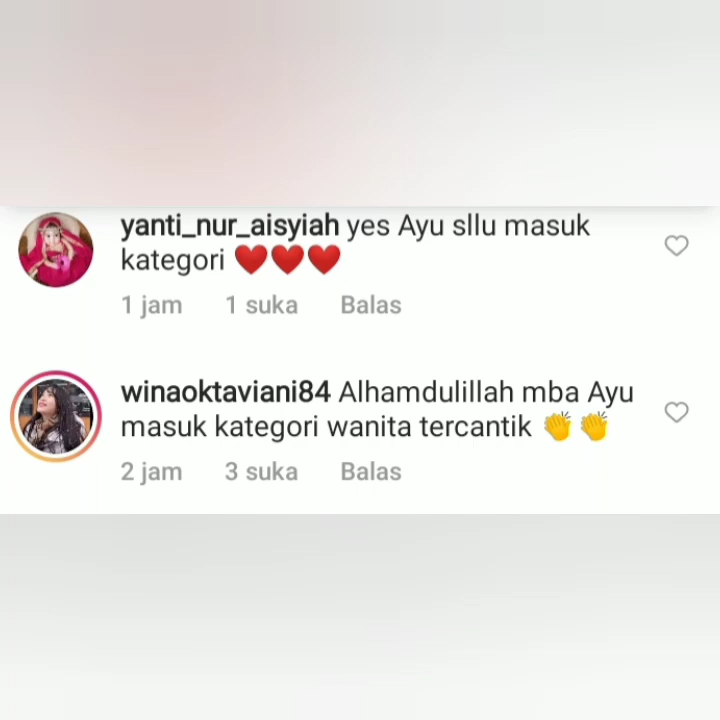 yanti_nur_aisyiah yes Ayu sllu masuk
kategori ❤️❤️❤️
1 jam 1 suka Balas
winaoktaviani84 Alhamdulillah mba Ayu
masuk kategori wanita tercantik 👏👏
2 jam 3 suka Balas